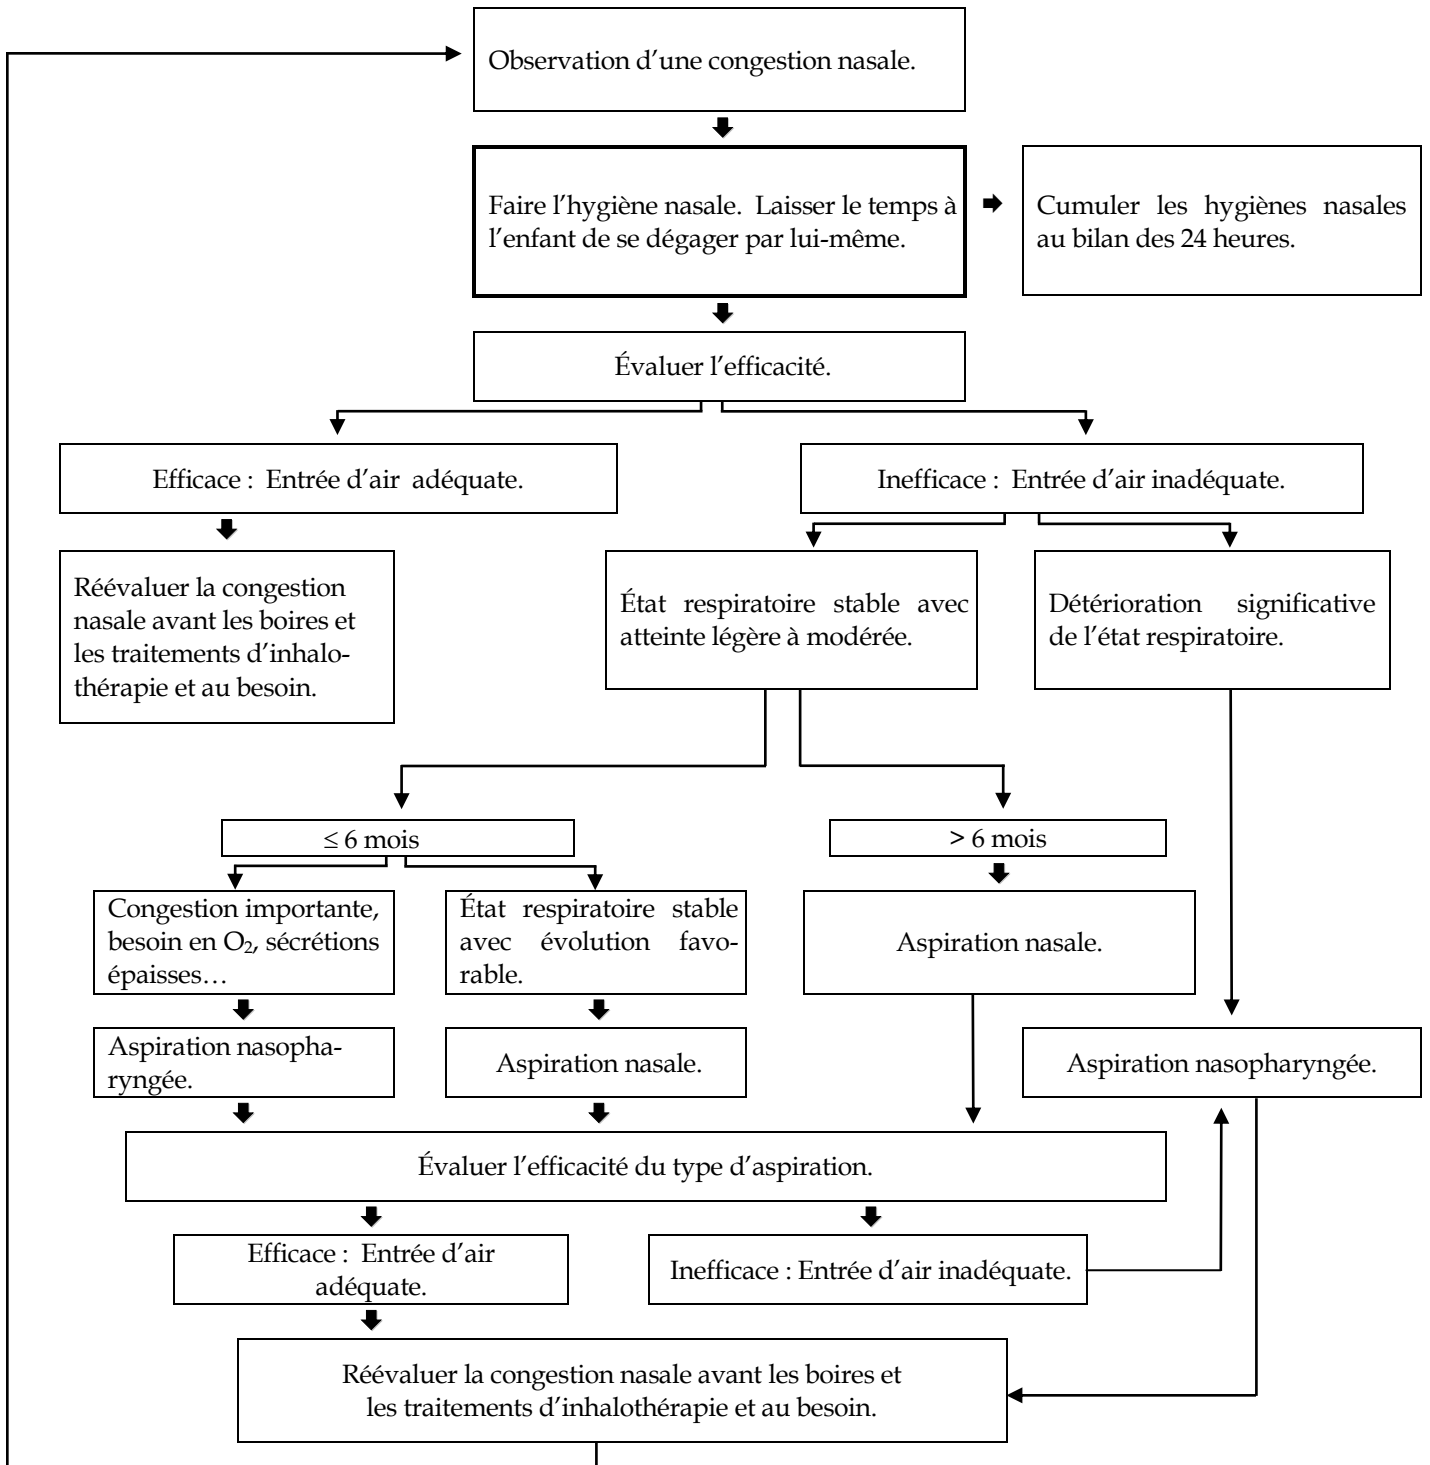 Observation d’une congestion nasale.
Faire l’hygiène nasale. Laisser le temps à
l’enfant de se dégager par lui-même.
Cumuler les hygiènes nasales
au bilan des 24 heures.
Évaluer l’efficacité.
Efficace : Entrée d’air adéquate.
Inefficace : Entrée d’air inadéquate.
Réévaluer la congestion
nasale avant les boires et
les traitements d’inhalo-
thérapie et au besoin.
État respiratoire stable avec
atteinte légère à modérée.
Détérioration significative
de l’état respiratoire.
≤ 6 mois
> 6 mois
Congestion importante,
besoin en O₂, sécrétions
épaisses…
État respiratoire stable
avec évolution favo-
rable.
Aspiration nasale.
Aspiration nasopha-
ryngée.
Aspiration nasale.
Aspiration nasopharyngée.
Évaluer l’efficacité du type d’aspiration.
Efficace : Entrée d’air
adéquate.
Inefficace : Entrée d’air inadéquate.
Réévaluer la congestion nasale avant les boires et
les traitements d’inhalothérapie et au besoin.